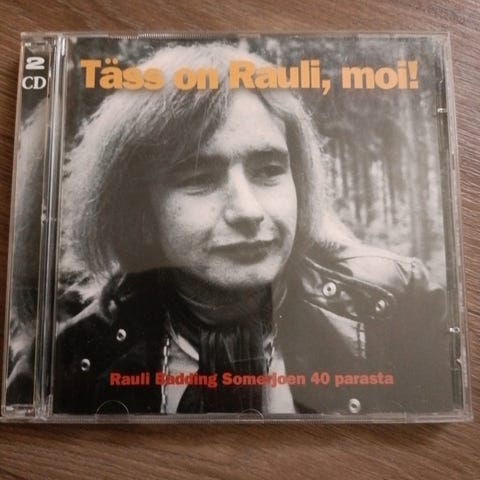 2
CD
Täss on Rauli, moi!
Rauli Badding Somerjoen 40 parasta